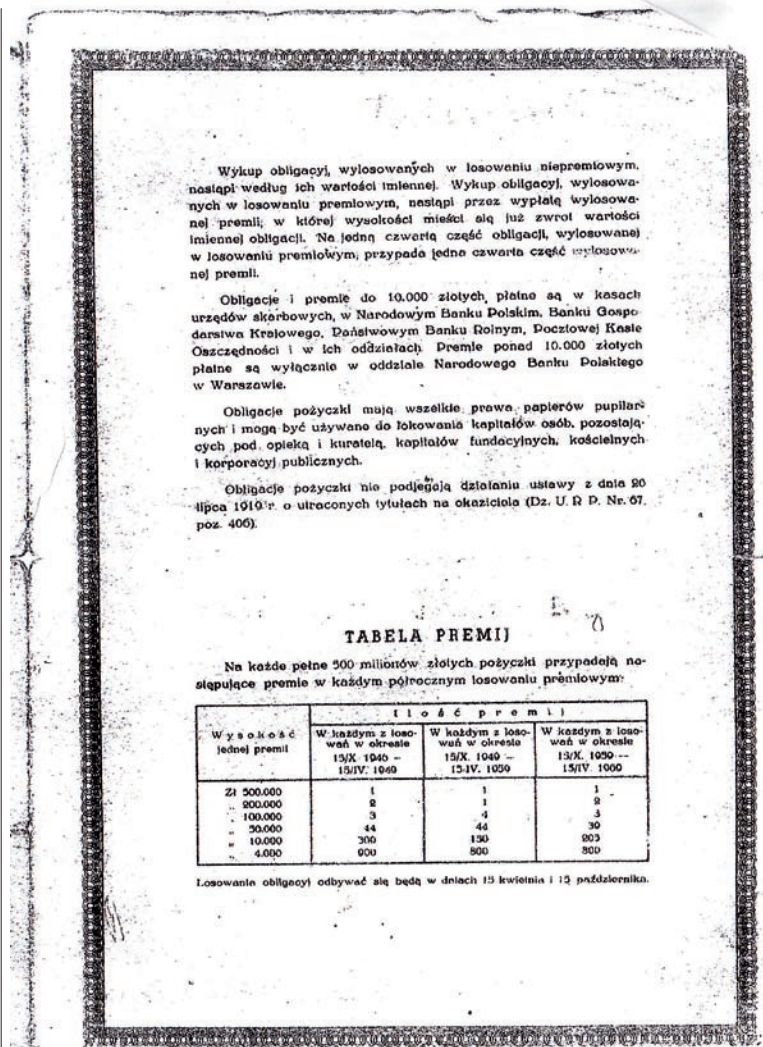 Wykup obligacyj, wylosowanych w losowaniu niepremiowym,
nastąpi według ich wartości imiennej. Wykup obligacyj, wylosowa-
nych w losowaniu premiowym, nastąpi przez wypłatę wylosowa-
nej premii, w której wysokości mieści się już zwrot wartości
imiennej obligacji. Na jedną czwartą część obligacji, wylosowanej
w losowaniu premiowym, przypada jedna czwarta część wylosowa-
nej premii.
Obligacje i premie do 10.000 złotych płatne są w kasach
urzędów skarbowych, w Narodowym Banku Polskim, Banku Gospo-
darstwa Krajowego, Państwowym Banku Rolnym, Pocztowej Kasie
Oszczędności i w ich oddziałach. Premie ponad 10.000 złotych
płatne są wyłącznie w oddziale Narodowego Banku Polskiego
w Warszawie.
Obligacje pożyczki mają wszelkie prawa papierów pupilar-
nych i mogą być używane do lokowania kapitałów osób, pozostają-
cych pod opieką i kuratelą, kapitałów fundacyjnych, kościelnych
i korporacyj publicznych.
Obligacje pożyczki nie podlegają działaniu ustawy z dnia 20
lipca 1919 r. o utraconych tytułach na okaziciela (Dz. U. R. P. Nr. 67,
poz. 406).
TABELA PREMIJ
Na każde pełne 500 milionów złotych pożyczki przypadają na-
stępujące premie w każdym półrocznym losowaniu premiowym:
Wysokość jednej premii
Ilość premij
W każdym z loso-
wań w okresie
15/X. 1946 –
15/IV. 1949
W każdym z loso-
wań w okresie
15/X. 1949 –
15/IV. 1950
W każdym z loso-
wań w okresie
15/X. 1950 –
15/IV. 1960
Zł 500.000 1 1 1
„ 200.000 2 1 2
„ 100.000 3 4 3
„ 50.000 44 44 30
„ 10.000 300 150 203
„ 4.000 900 800 800
Losowania obligacyj odbywać się będą w dniach 15 kwietnia i 15 października.